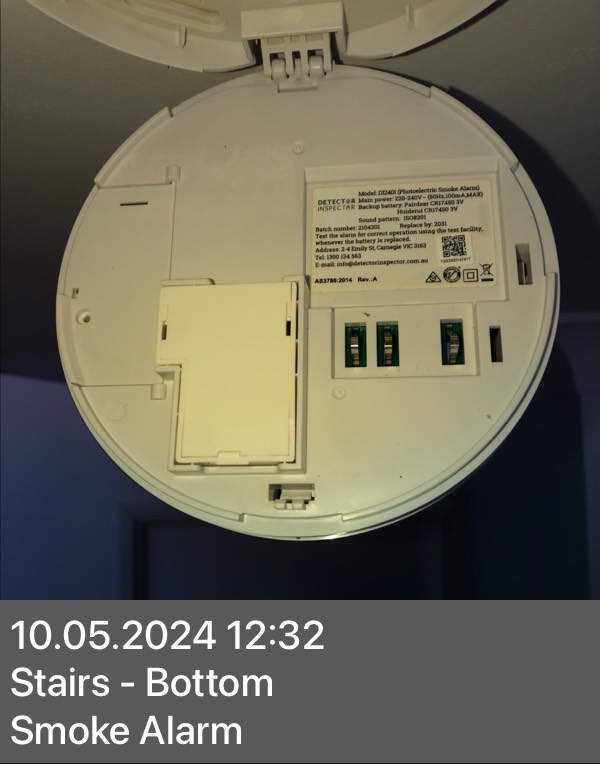 Model: DI2401 (Photoelectric Smoke Alarm)
Main power: 220-240V~ (50Hz,100mA,MAX)
Backup battery: Pairdeer CR17450 3V
Huiderui CR17450 3V
DETECTOR
INSPECTOR
Sound pattern: ISO8201
Batch number: 2104301 Replace by: 2031
Test the alarm for correct operation using the test facility,
whenever the battery is replaced.
Address: 2-4 Emily St, Carnegie VIC 3163
Tel: 1300 134 563
E-mail: info@detectorinspector.com.au
AS3786:2014 Rev.:A
10.05.2024 12:32
Stairs - Bottom
Smoke Alarm